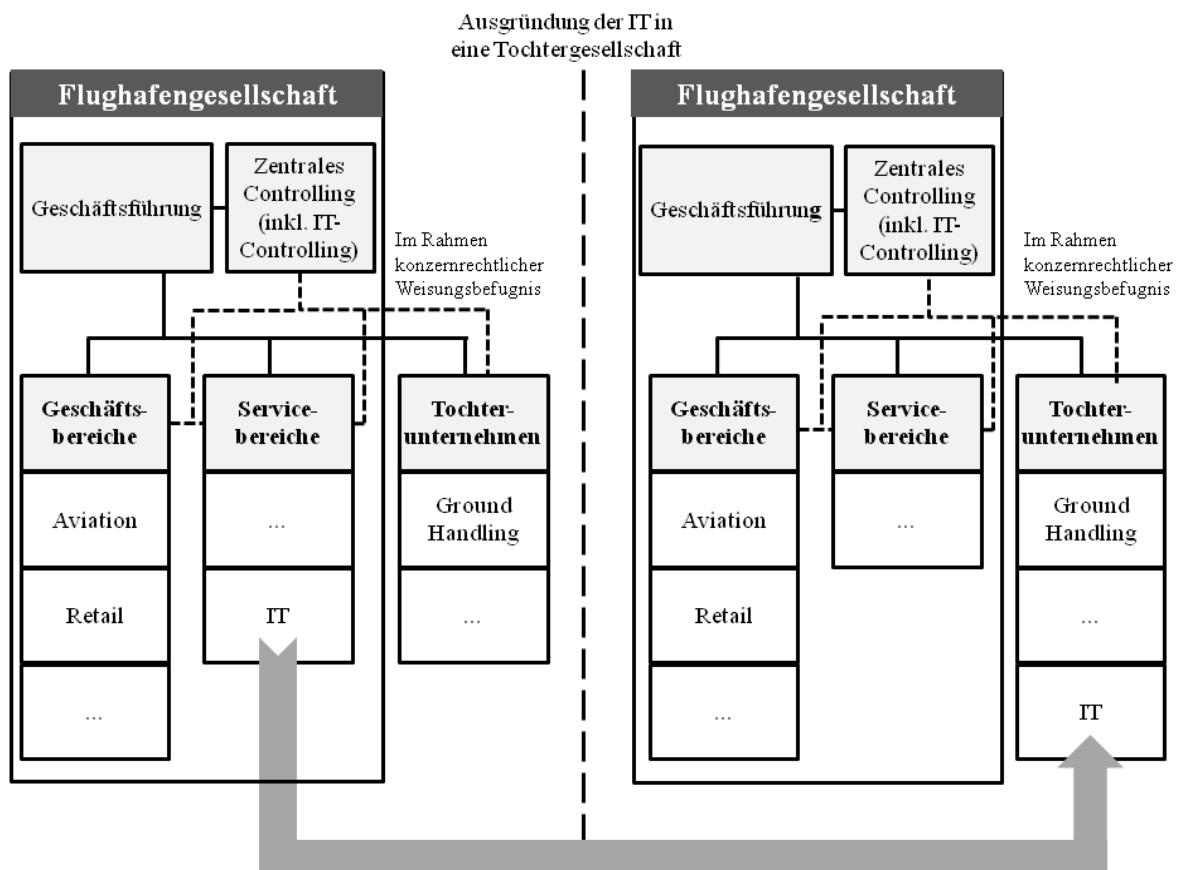 Ausgründung der IT in
eine Tochtergesellschaft
Flughafengesellschaft
Geschäftsführung
Zentrales
Controlling
(inkl. IT-
Controlling)
Im Rahmen
konzernrechtlicher
Weisungsbefugnis
Geschäfts-
bereiche
Service-
bereiche
Tochter-
unternehmen
Aviation
...
Ground
Handling
Retail
IT
...
...
Flughafengesellschaft
Geschäftsführung
Zentrales
Controlling
(inkl. IT-
Controlling)
Im Rahmen
konzernrechtlicher
Weisungsbefugnis
Geschäfts-
bereiche
Service-
bereiche
Tochter-
unternehmen
Aviation
...
Ground
Handling
Retail
...
...
IT